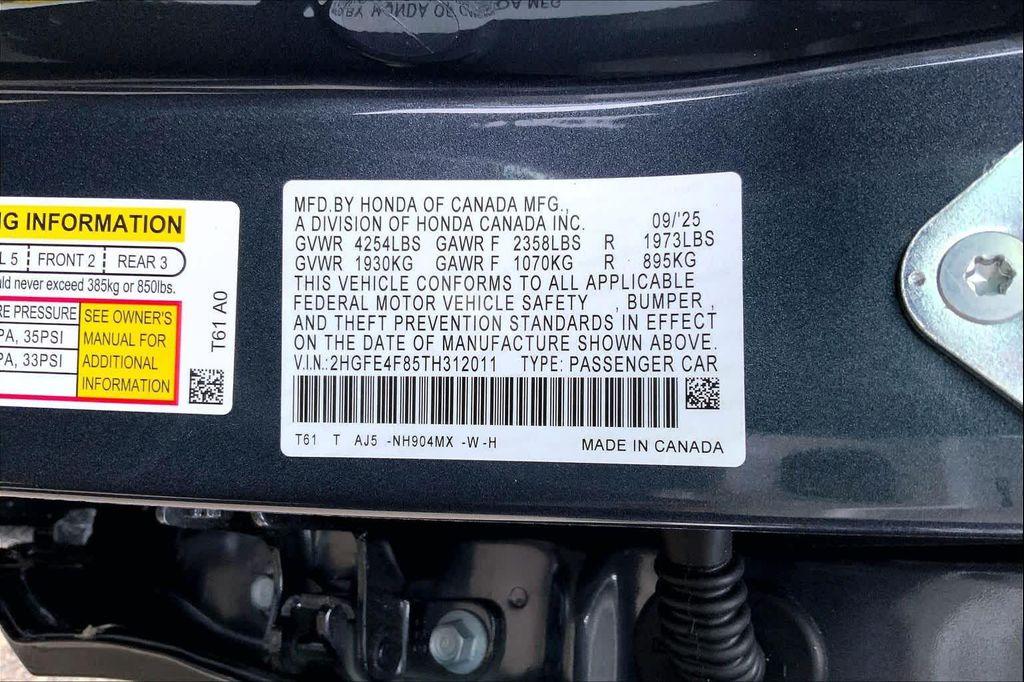 NG INFORMATION
L 5 FRONT 2 REAR 3
uld never exceed 385kg or 850lbs.
RE PRESSURE
PA, 35PSI
PA, 33PSI
SEE OWNER'S
MANUAL FOR
ADDITIONAL
INFORMATION
T61 A0
MFD.BY HONDA OF CANADA MFG.,
A DIVISION OF HONDA CANADA INC. 09/'25
GVWR 4254LBS GAWR F 2358LBS R 1973LBS
GVWR 1930KG GAWR F 1070KG R 895KG
THIS VEHICLE CONFORMS TO ALL APPLICABLE
FEDERAL MOTOR VEHICLE SAFETY , BUMPER ,
AND THEFT PREVENTION STANDARDS IN EFFECT
ON THE DATE OF MANUFACTURE SHOWN ABOVE.
V.I.N.:2HGFE4F85TH312011 TYPE: PASSENGER CAR
T61 T AJ5 -NH904MX -W-H MADE IN CANADA